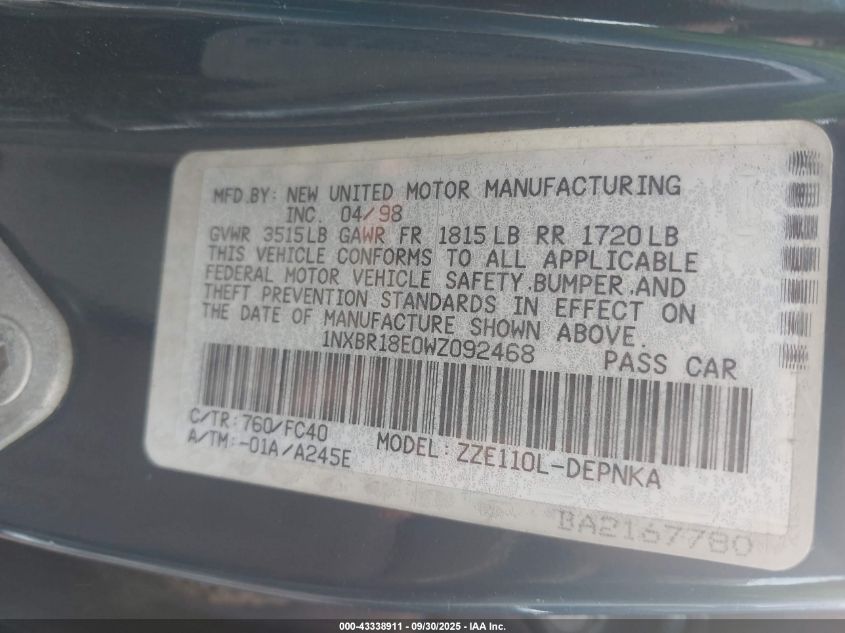 MFD.BY: NEW UNITED MOTOR MANUFACTURING
INC. 04/98
GVWR 3515LB GAWR FR 1815LB RR 1720LB
THIS VEHICLE CONFORMS TO ALL APPLICABLE
FEDERAL MOTOR VEHICLE SAFETY,BUMPER,AND
THEFT PREVENTION STANDARDS IN EFFECT ON
THE DATE OF MANUFACTURE SHOWN ABOVE.
1NXBR18E0WZ092468 PASS CAR
C/TR:760/FC40
A/TM:-01A/A245E
MODEL:ZZE110L-DEPNKA
BA2167780
000-43338911 - 09/30/2025 - IAA Inc.